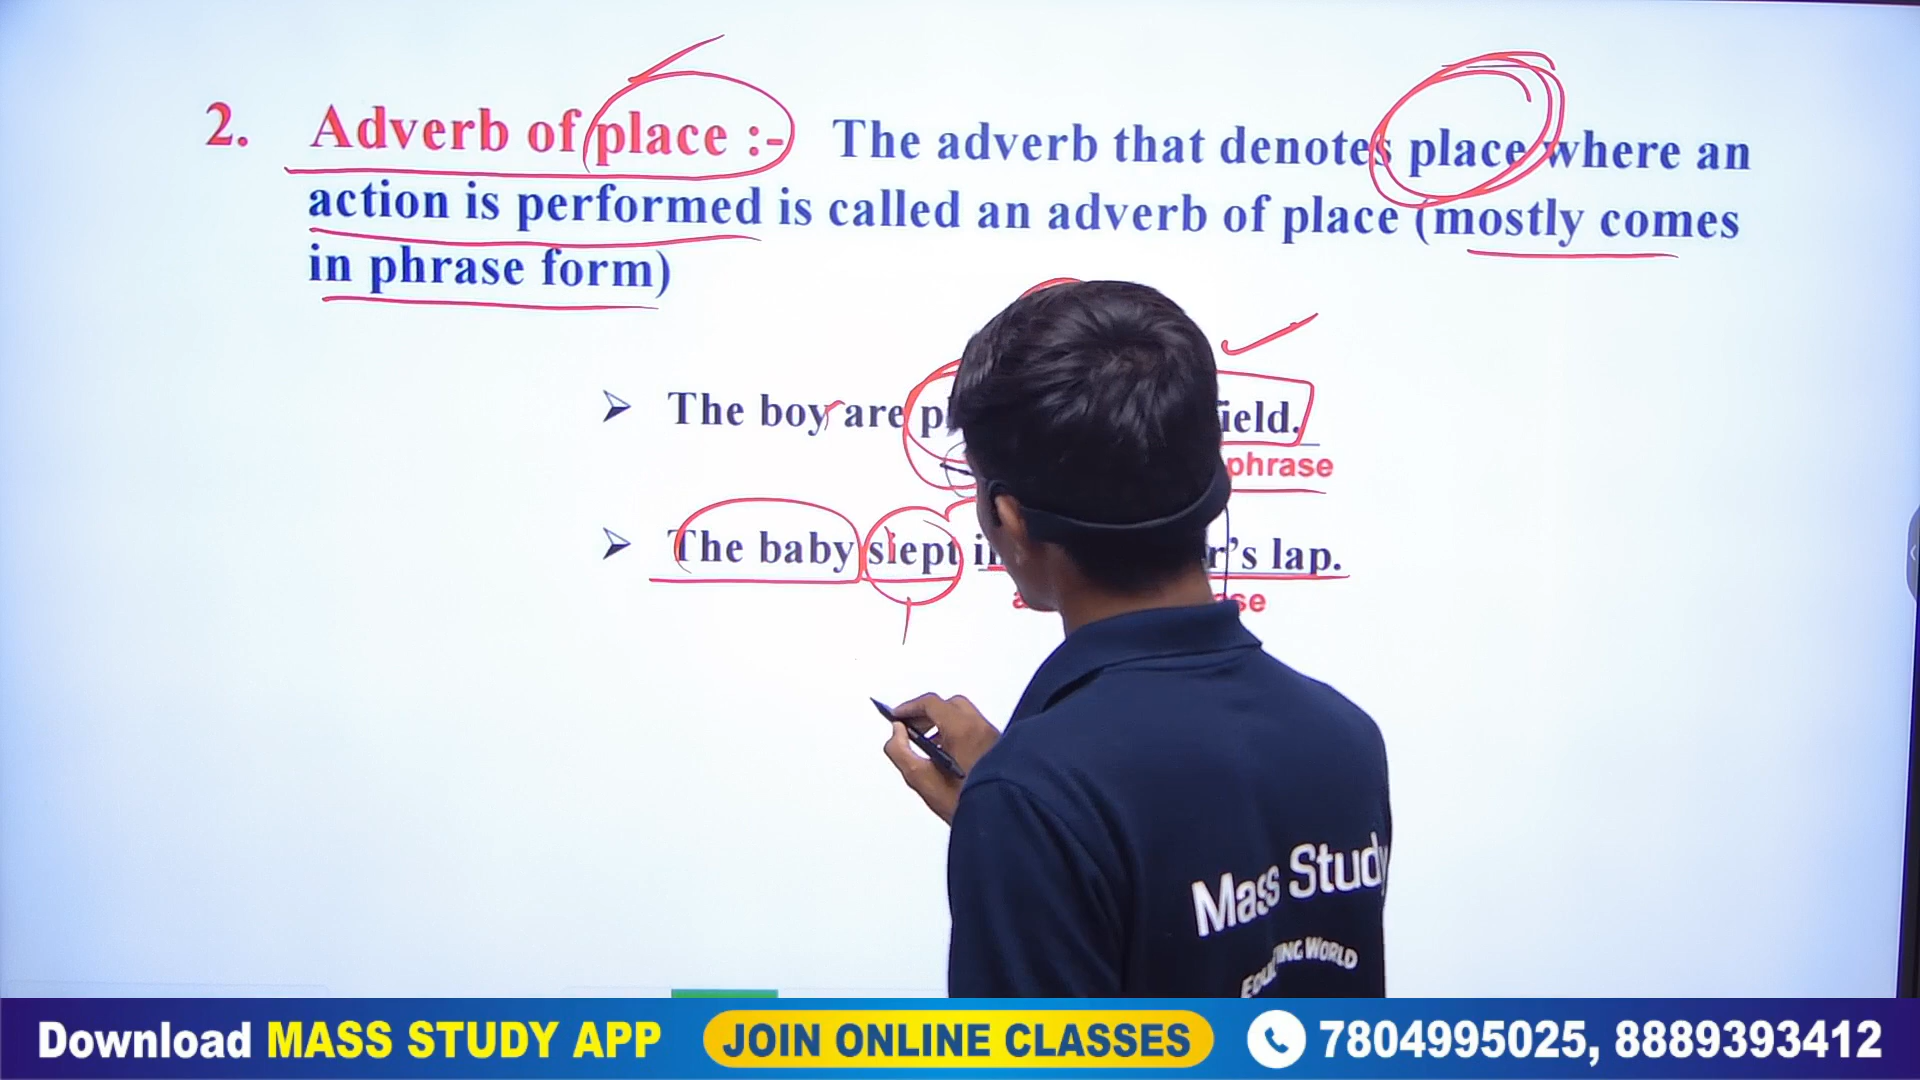 2. Adverb of place :- The adverb that denotes place where an
action is performed is called an adverb of place (mostly comes
in phrase form)
The boy are ield.
phrase
The baby slept r's lap.
Mass Study
WORLD
Download MASS STUDY APP JOIN ONLINE CLASSES 7804995025, 8889393412